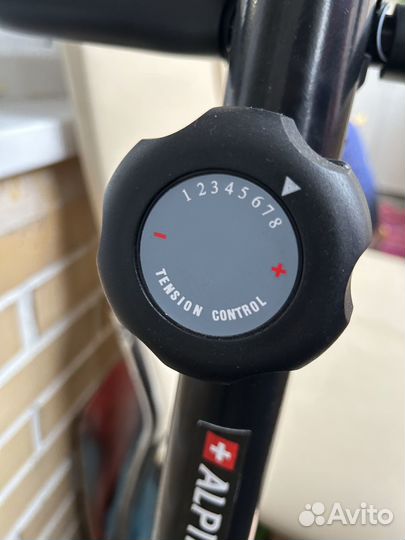 12345678
- +
TENSION CONTROL
ALPI
Avito